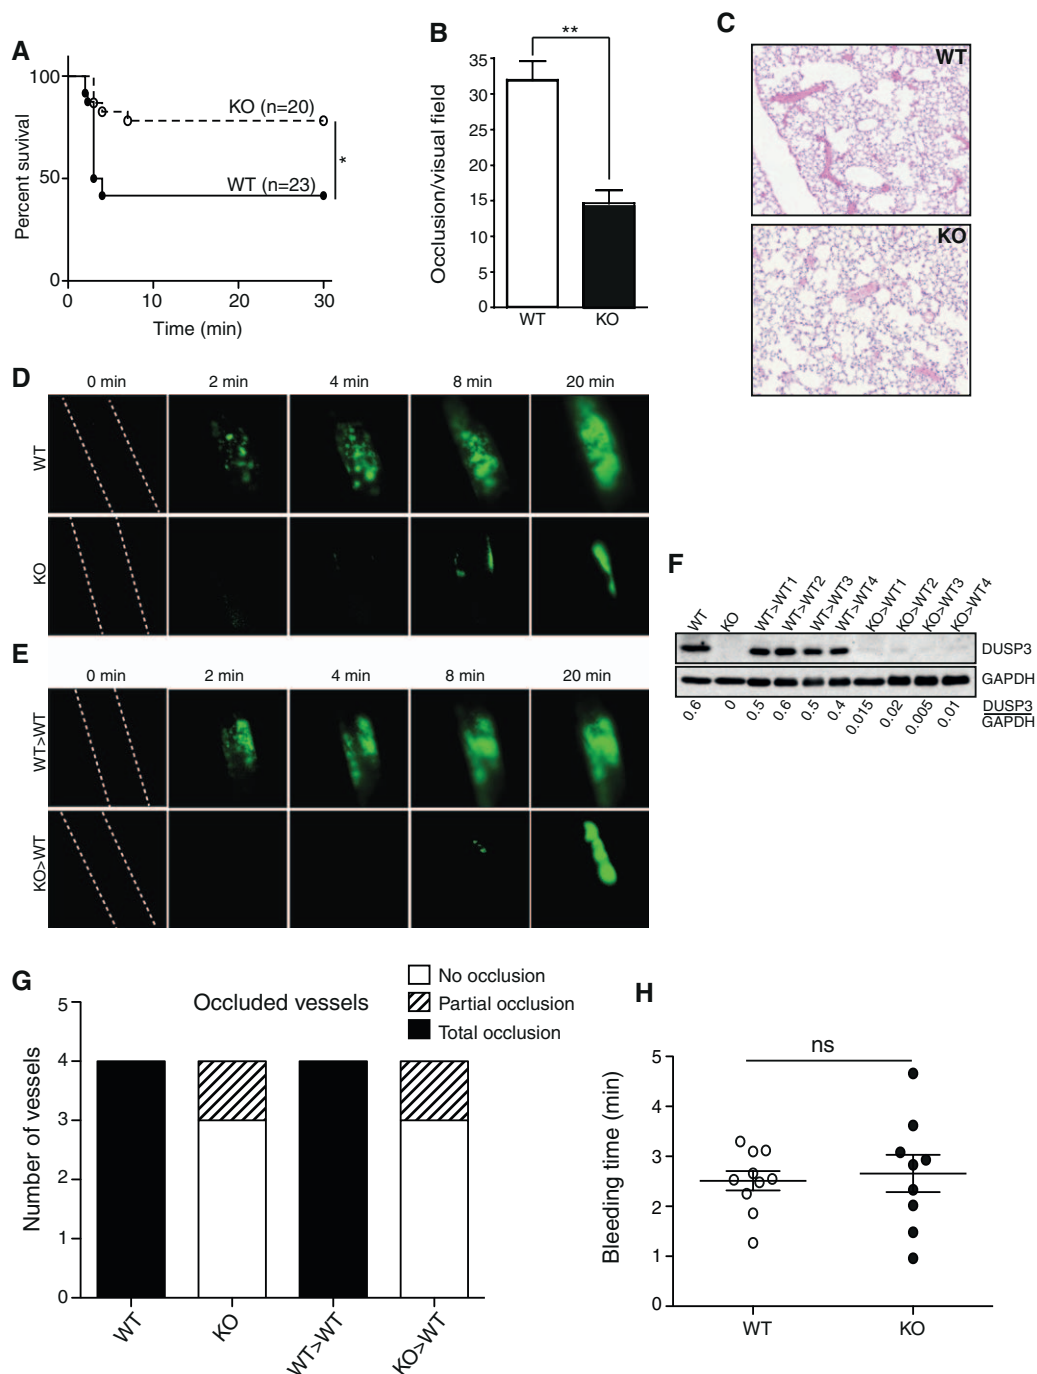 A
Percent suvival
100
50
0
0 10 20 30
Time (min)
KO (n=20)
WT (n=23)
*
B
Occlusion/visual field
35
30
25
20
15
10
5
0
**
WT KO
C
WT
KO
D
0 min 2 min 4 min 8 min 20 min
WT
KO
E
0 min 2 min 4 min 8 min 20 min
WT>WT
KO>WT
F
WT KO WT>WT1 WT>WT2 WT>WT3 WT>WT4 KO>WT1 KO>WT2 KO>WT3 KO>WT4
DUSP3
GAPDH
0.6 0 0.5 0.6 0.5 0.4 0.015 0.02 0.005 0.01
DUSP3
GAPDH
G
Occluded vessels
No occlusion
Partial occlusion
Total occlusion
Number of vessels
5
4
3
2
1
0
WT KO WT>WT KO>WT
H
ns
Bleeding time (min)
5
4
3
2
1
0
WT KO